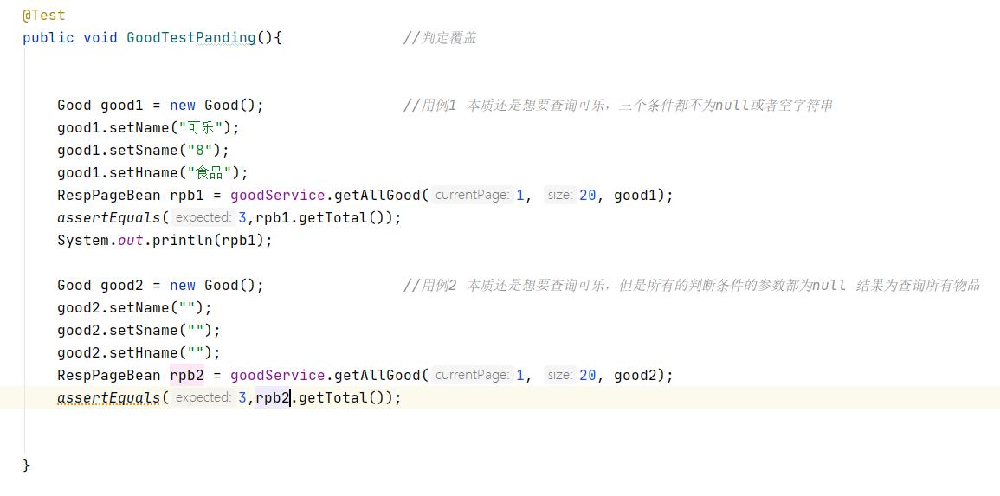 @Test
public void GoodTestPanding(){ //判定覆盖
Good good1 = new Good(); //用例1 本质还是想要查询可乐，三个条件都不为null或者空字符串
good1.setName("可乐");
good1.setSname("8");
good1.setHname("食品");
RespPageBean rpb1 = goodService.getAllGood( currentPage: 1, size: 20, good1);
assertEquals( expected: 3,rpb1.getTotal());
System.out.println(rpb1);
Good good2 = new Good(); //用例2 本质还是想要查询可乐，但是所有的判断条件的参数都为null 结果为查询所有物品
good2.setName("");
good2.setSname("");
good2.setHname("");
RespPageBean rpb2 = goodService.getAllGood( currentPage: 1, size: 20, good2);
assertEquals( expected: 3,rpb2.getTotal());
}